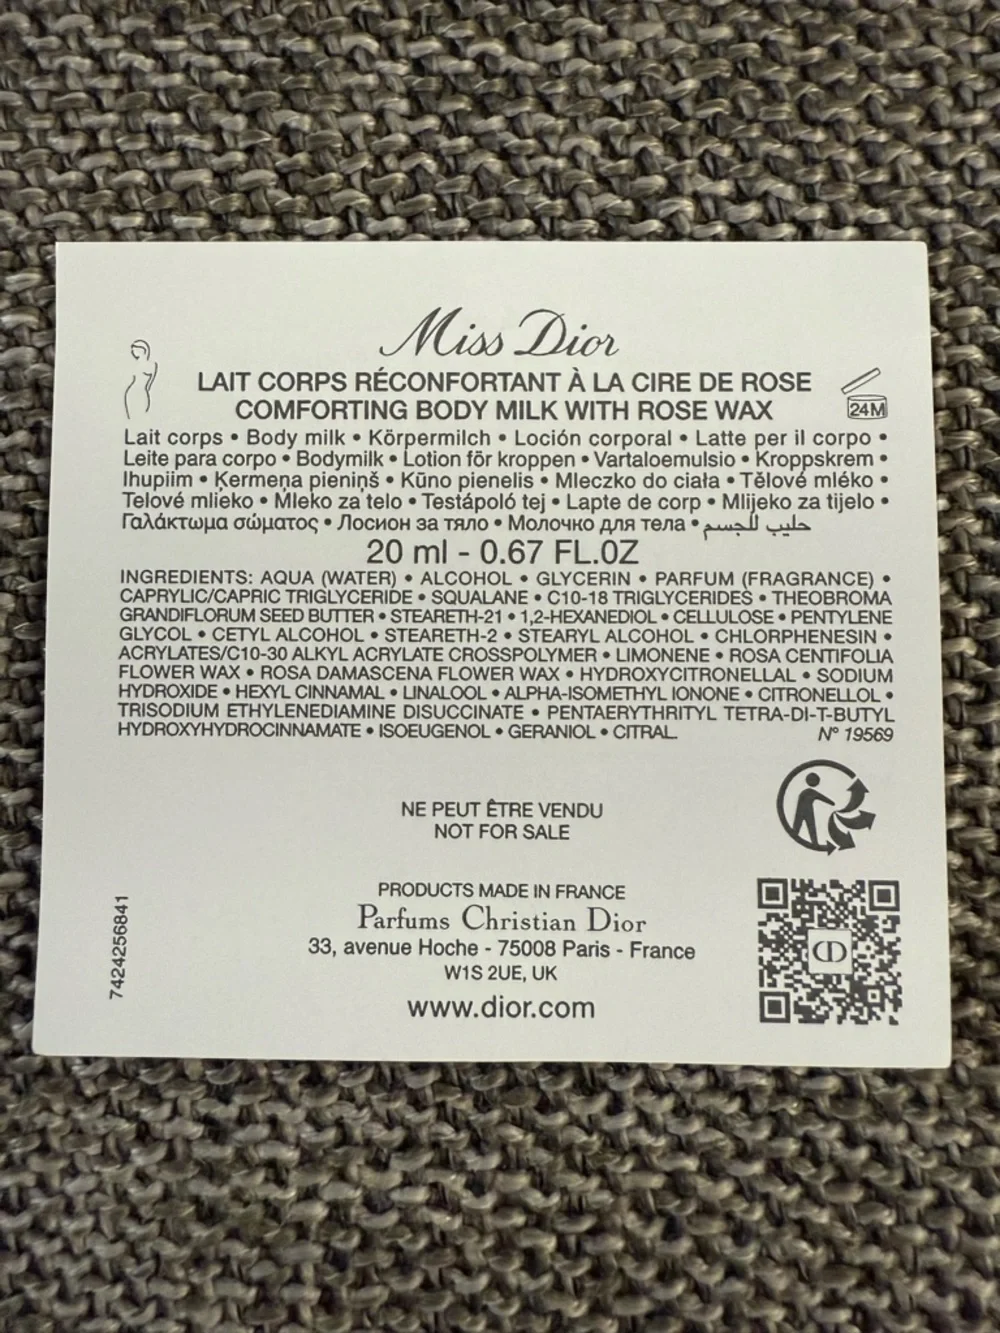 Miss Dior
LAIT CORPS RÉCONFORTANT À LA CIRE DE ROSE
COMFORTING BODY MILK WITH ROSE WAX
24M
Lait corps • Body milk • Körpermilch • Loción corporal • Latte per il corpo •
Leite para corpo • Bodymilk • Lotion för kroppen • Vartaloemulsio • Kroppskrem •
Ihupiim • Ķermeņa pieniņš • Kūno pienelis • Mleczko do ciała • Tělové mléko •
Telové mlieko • Mleko za telo • Testápoló tej • Lapte de corp • Mlijeko za tijelo •
Γαλάκτωμα σώματος • Лосион за тяло • Молочко для тела • حليب للجسم
20 ml - 0.67 FL.OZ
INGREDIENTS: AQUA (WATER) • ALCOHOL • GLYCERIN • PARFUM (FRAGRANCE) •
CAPRYLIC/CAPRIC TRIGLYCERIDE • SQUALANE • C10-18 TRIGLYCERIDES • THEOBROMA
GRANDIFLORUM SEED BUTTER • STEARETH-21 • 1,2-HEXANEDIOL • CELLULOSE • PENTYLENE
GLYCOL • CETYL ALCOHOL • STEARETH-2 • STEARYL ALCOHOL • CHLORPHENESIN •
ACRYLATES/C10-30 ALKYL ACRYLATE CROSSPOLYMER • LIMONENE • ROSA CENTIFOLIA
FLOWER WAX • ROSA DAMASCENA FLOWER WAX • HYDROXYCITRONELLAL • SODIUM
HYDROXIDE • HEXYL CINNAMAL • LINALOOL • ALPHA-ISOMETHYL IONONE • CITRONELLOL •
TRISODIUM ETHYLENEDIAMINE DISUCCINATE • PENTAERYTHRITYL TETRA-DI-T-BUTYL
HYDROXYHYDROCINNAMATE • ISOEUGENOL • GERANIOL • CITRAL. N° 19569
NE PEUT ÊTRE VENDU
NOT FOR SALE
PRODUCTS MADE IN FRANCE
Parfums Christian Dior
33, avenue Hoche - 75008 Paris - France
W1S 2UE, UK
www.dior.com
7424256841
CD